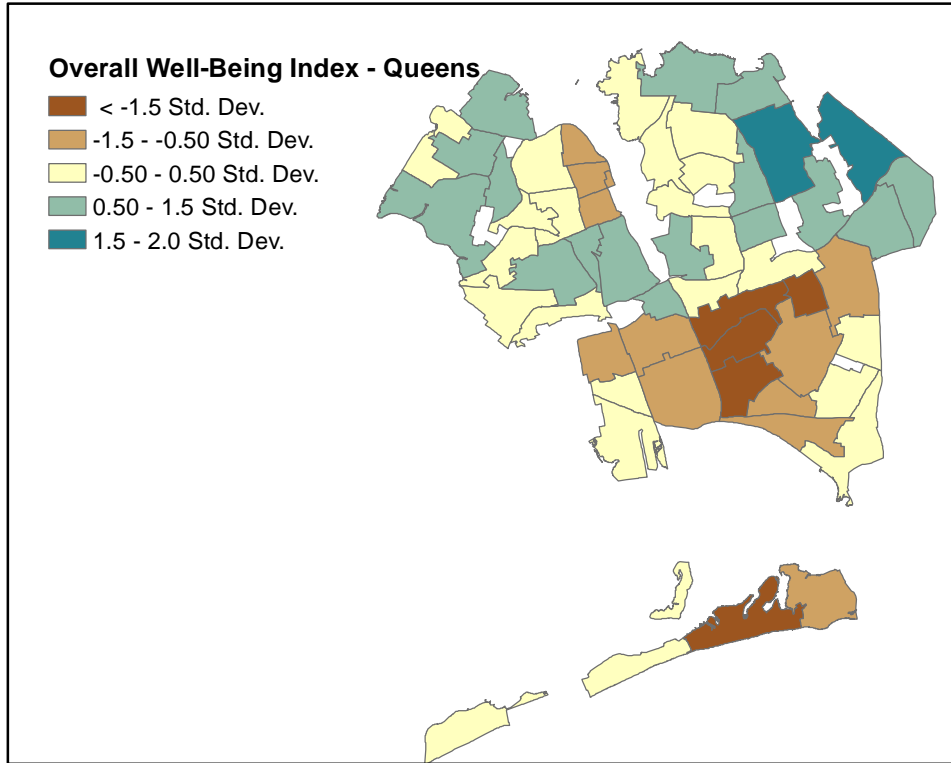 Overall Well-Being Index - Queens
< -1.5 Std. Dev.
-1.5 - -0.50 Std. Dev.
-0.50 - 0.50 Std. Dev.
0.50 - 1.5 Std. Dev.
1.5 - 2.0 Std. Dev.